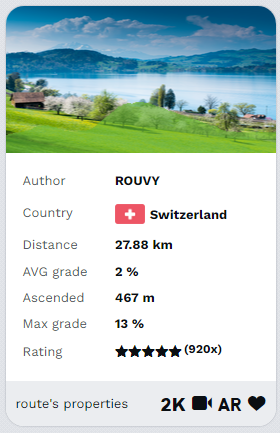 Author ROUVY
Country Switzerland
Distance 27.88 km
AVG grade 2 %
Ascended 467 m
Max grade 13 %
Rating ★★★★★ (920x)
route's properties 2K AR